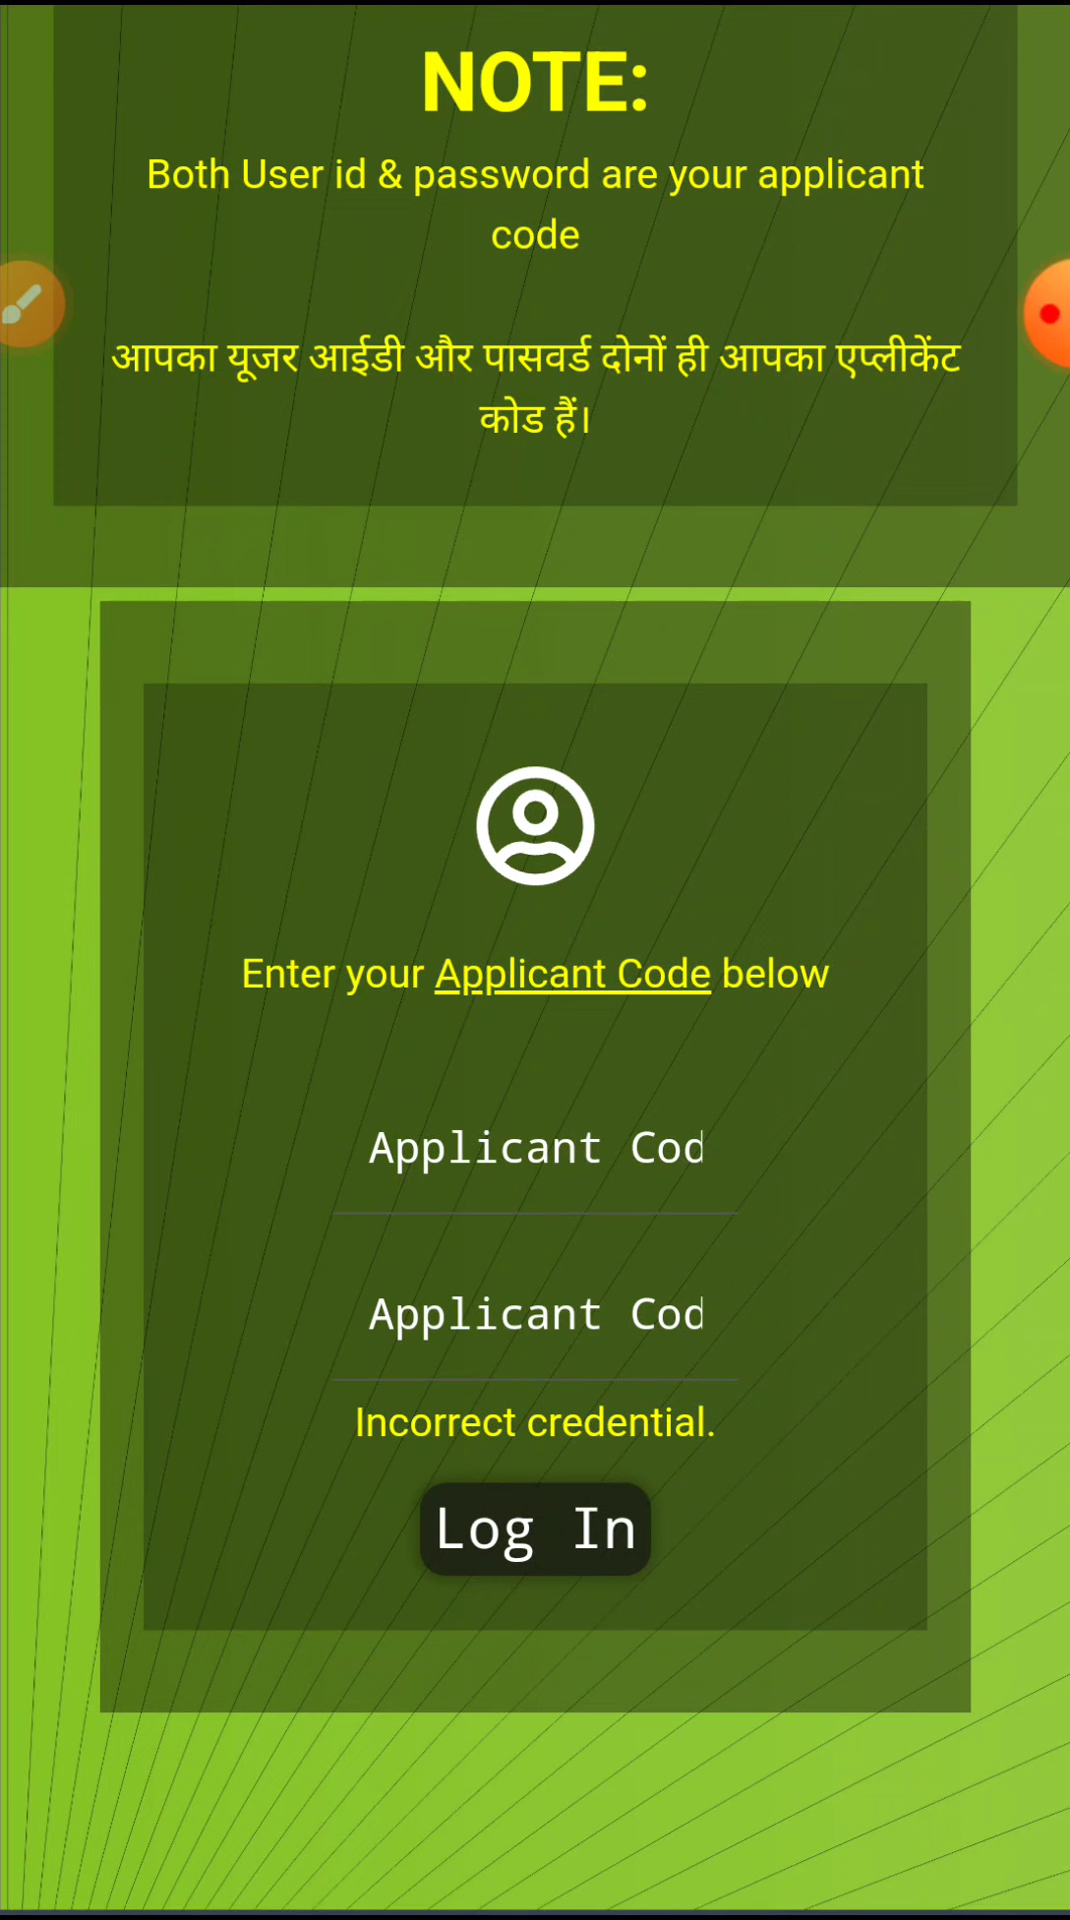 NOTE:
Both User id & password are your applicant
code
आपका यूजर आईडी और पासवर्ड दोनों ही आपका एप्लीकेंट
कोड हैं।
Enter your Applicant Code below
Applicant Cod
Applicant Cod
Incorrect credential.
Log In